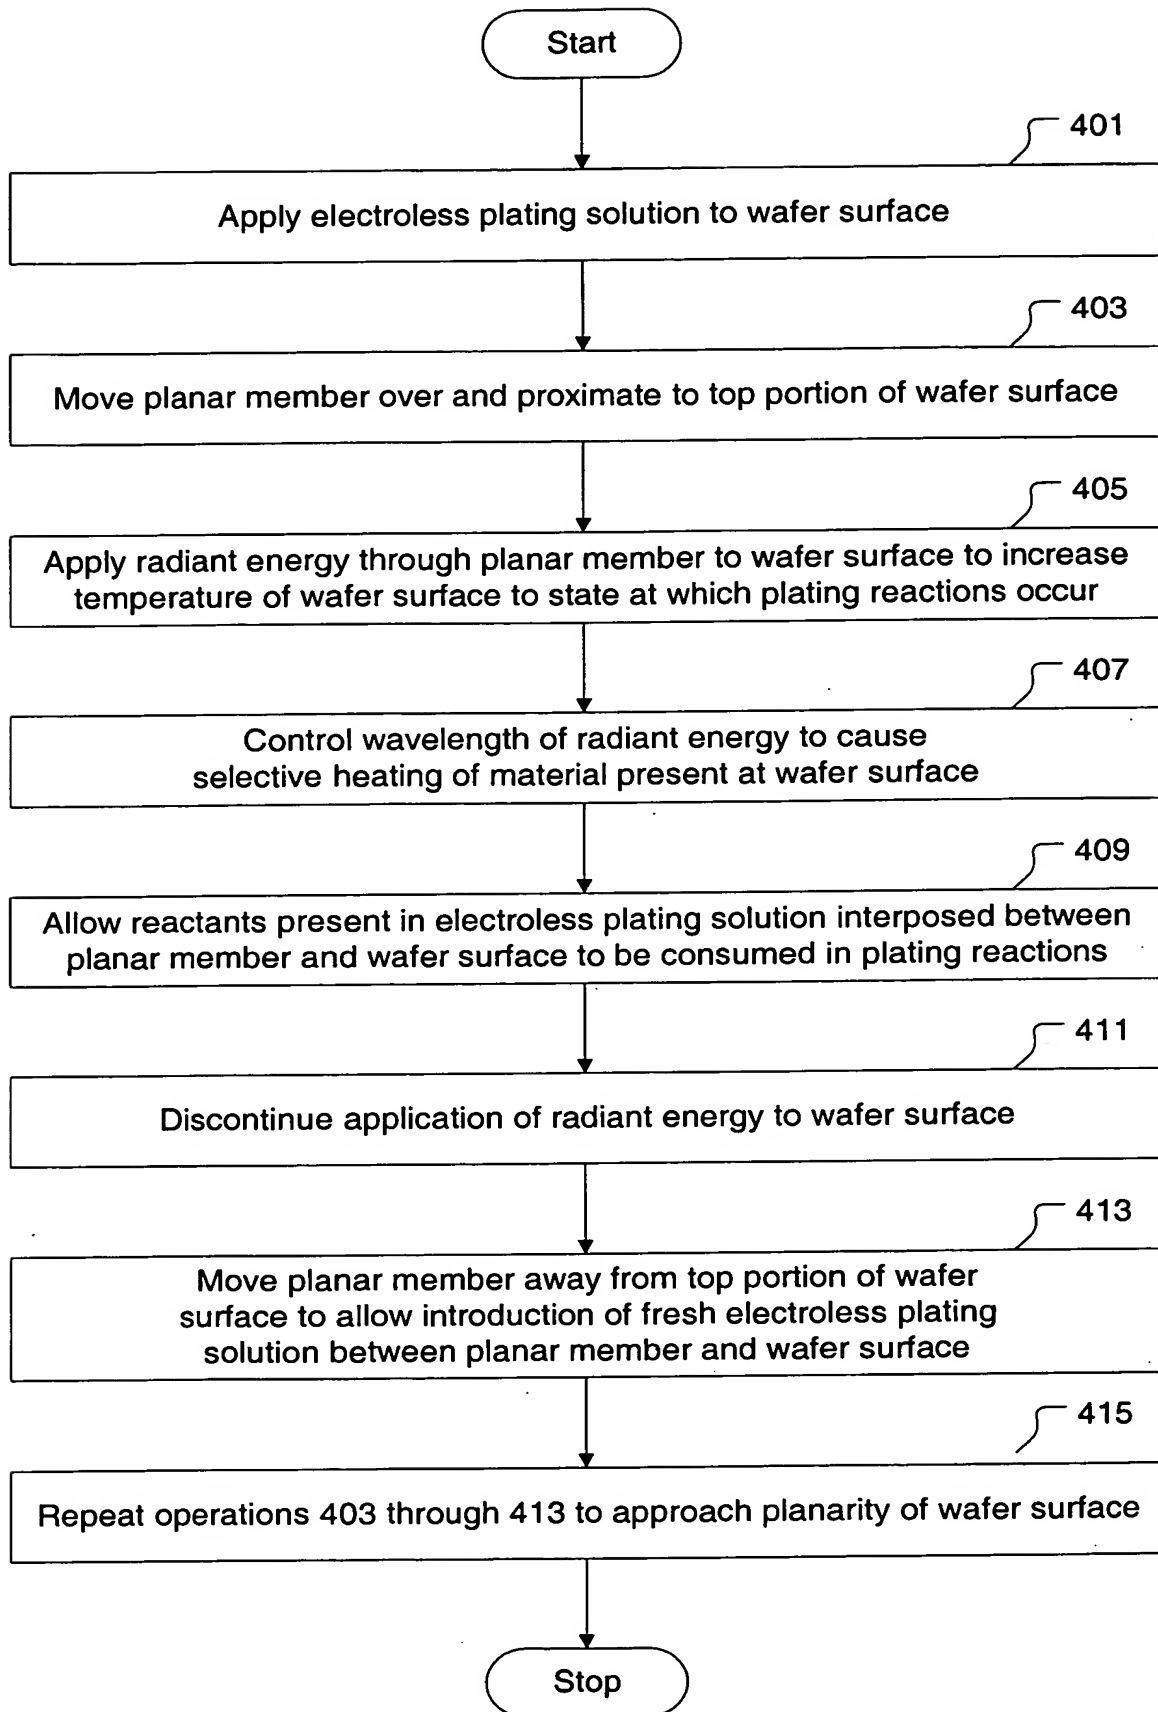 Start
401
Apply electroless plating solution to wafer surface
403
Move planar member over and proximate to top portion of wafer surface
405
Apply radiant energy through planar member to wafer surface to increase
temperature of wafer surface to state at which plating reactions occur
407
Control wavelength of radiant energy to cause
selective heating of material present at wafer surface
409
Allow reactants present in electroless plating solution interposed between
planar member and wafer surface to be consumed in plating reactions
411
Discontinue application of radiant energy to wafer surface
413
Move planar member away from top portion of wafer
surface to allow introduction of fresh electroless plating
solution between planar member and wafer surface
415
Repeat operations 403 through 413 to approach planarity of wafer surface
Stop